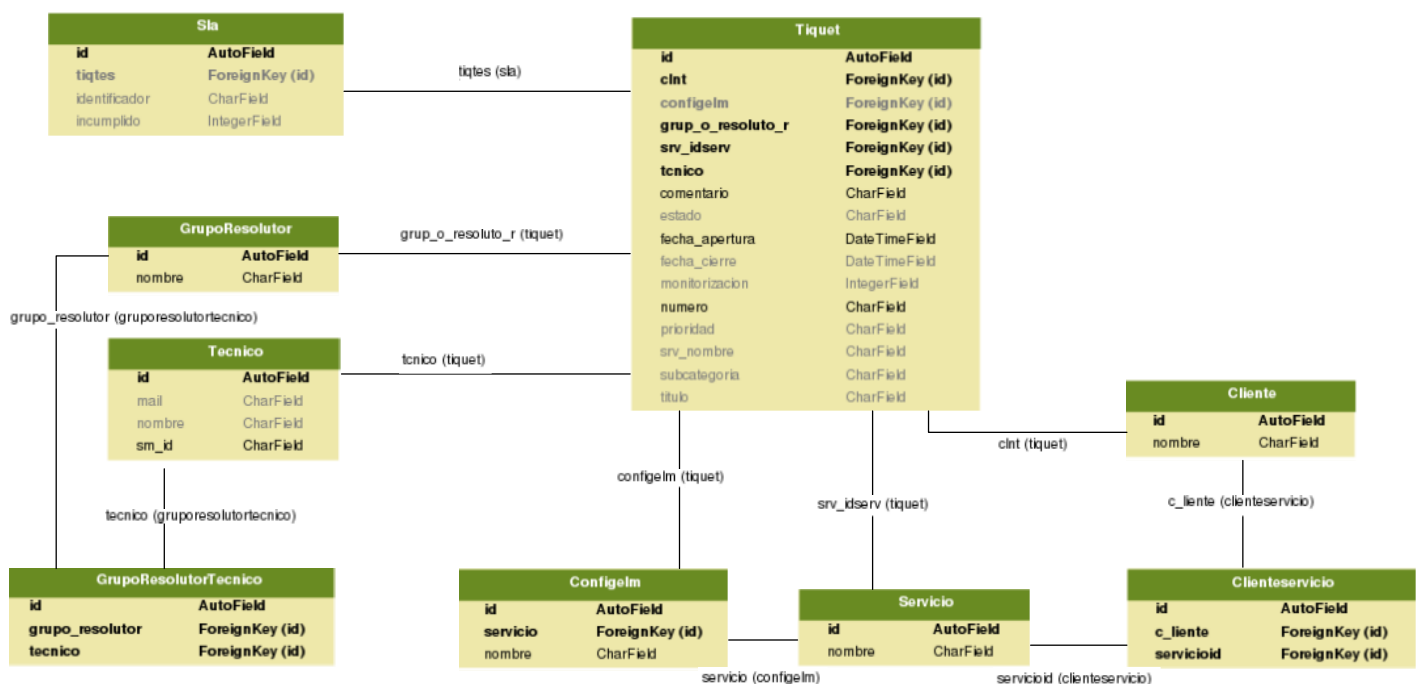 Sla
id AutoField
tiqtes ForeignKey (id)
identificador CharField
incumplido IntegerField
tiqtes (sla)
Tiquet
id AutoField
clnt ForeignKey (id)
configelm ForeignKey (id)
grup_o_resoluto_r ForeignKey (id)
srv_idserv ForeignKey (id)
tcnico ForeignKey (id)
comentario CharField
estado CharField
fecha_apertura DateTimeField
fecha_cierre DateTimeField
monitorizacion IntegerField
numero CharField
prioridad CharField
srv_nombre CharField
subcategoria CharField
titulo CharField
GrupoResolutor
id AutoField
nombre CharField
grup_o_resoluto_r (tiquet)
grupo_resolutor (gruporesolutortecnico)
Tecnico
id AutoField
mail CharField
nombre CharField
sm_id CharField
tcnico (tiquet)
Cliente
id AutoField
nombre CharField
clnt (tiquet)
configelm (tiquet)
srv_idserv (tiquet)
c_liente (clienteservicio)
tecnico (gruporesolutortecnico)
GrupoResolutorTecnico
id AutoField
grupo_resolutor ForeignKey (id)
tecnico ForeignKey (id)
Configelm
id AutoField
servicio ForeignKey (id)
nombre CharField
Servicio
id AutoField
nombre CharField
Clienteservicio
id AutoField
c_liente ForeignKey (id)
servicioid ForeignKey (id)
servicio (configelm)
servicioid (clienteservicio)